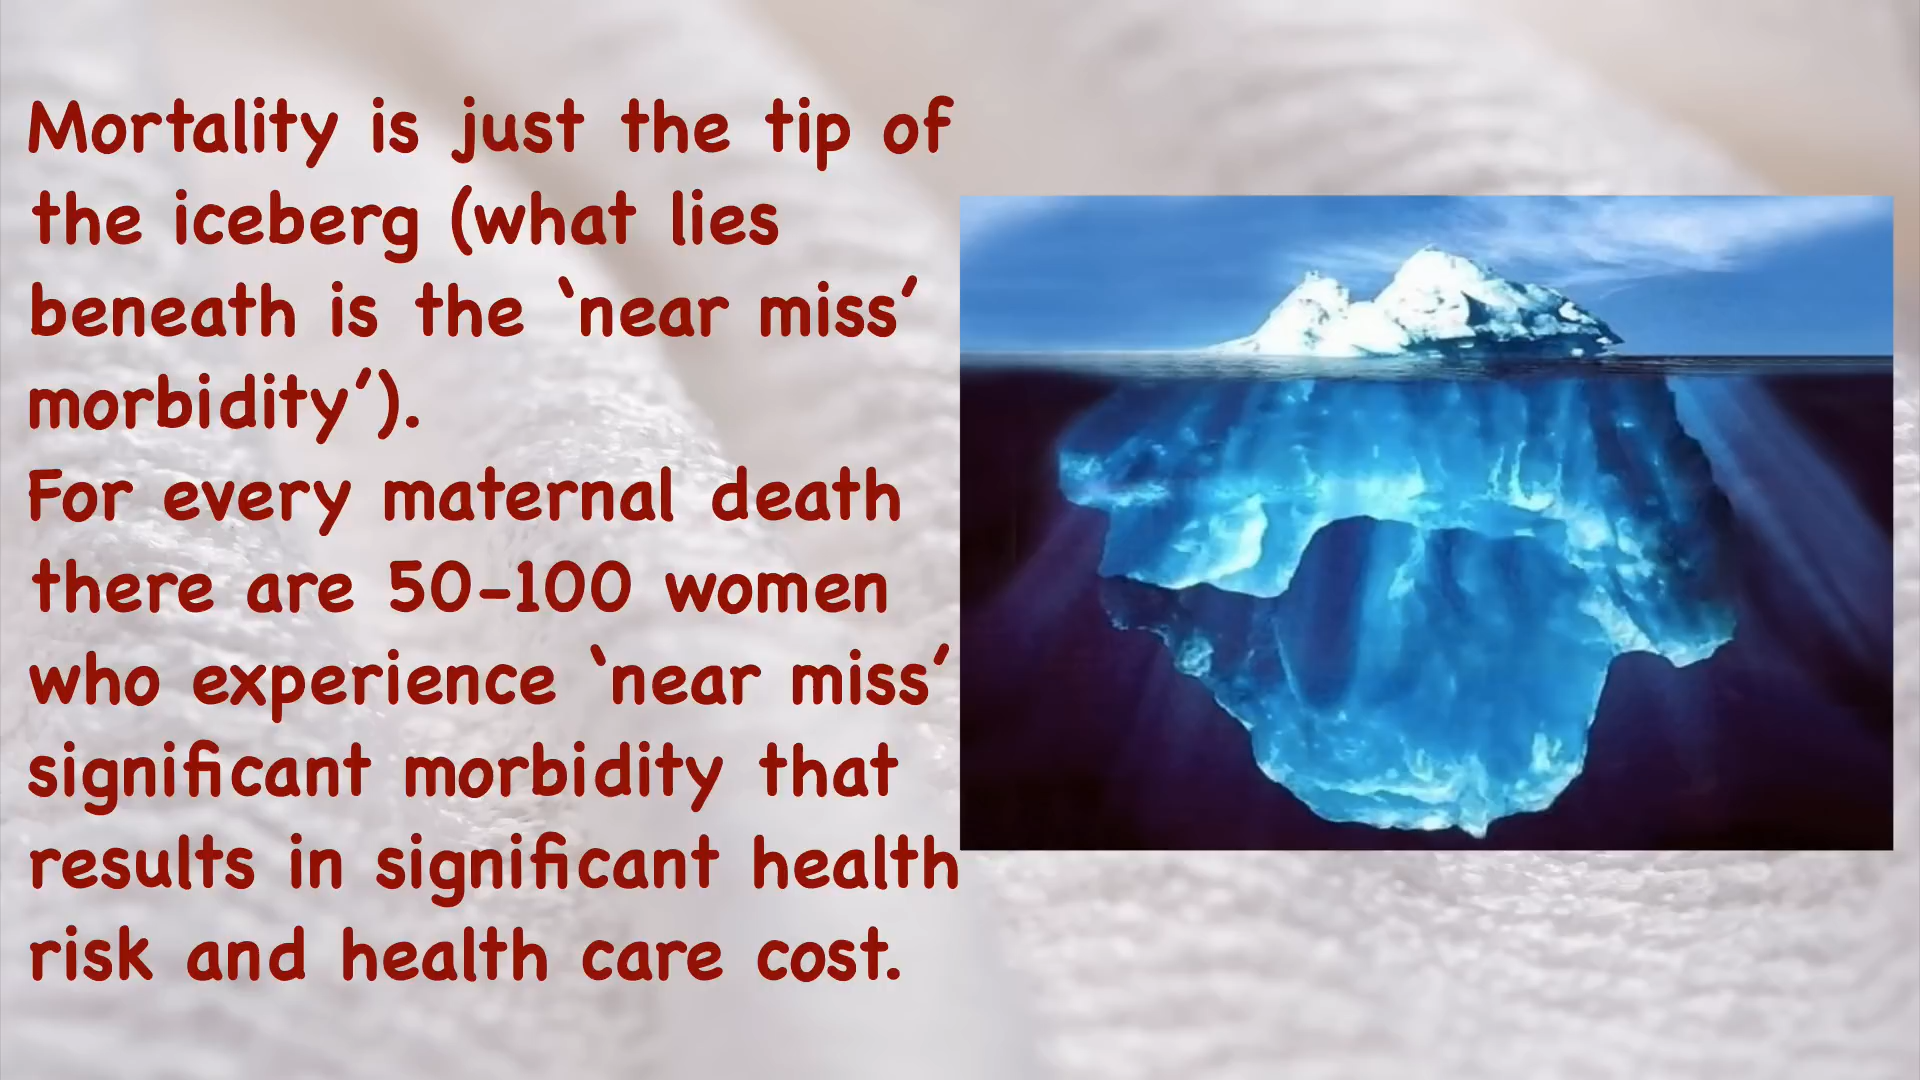 Mortality is just the tip of
the iceberg (what lies
beneath is the ‘near miss’
morbidity’).
For every maternal death
there are 50-100 women
who experience ‘near miss’
significant morbidity that
results in significant health
risk and health care cost.